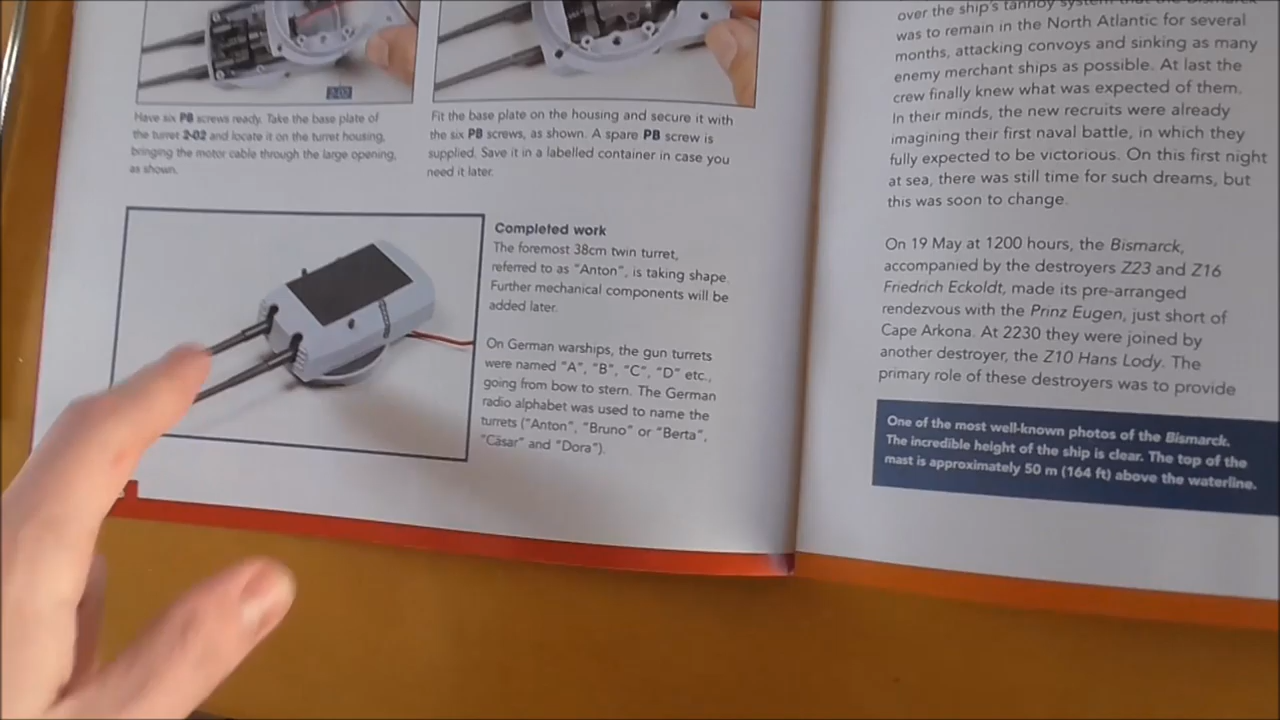 2-02
Have six PB screws ready. Take the base plate of
the turret 2-02 and locate it on the turret housing,
bringing the motor cable through the large opening,
as shown.
Fit the base plate on the housing and secure it with
the six PB screws, as shown. A spare PB screw is
supplied. Save it in a labelled container in case you
need it later.
Completed work
The foremost 38cm twin turret,
referred to as "Anton", is taking shape.
Further mechanical components will be
added later.
On German warships, the gun turrets
were named "A", "B", "C", "D" etc.,
going from bow to stern. The German
radio alphabet was used to name the
turrets ("Anton", "Bruno" or "Berta",
"Cäsar" and "Dora").
over the ship's tannoy system that the Bismarck
was to remain in the North Atlantic for several
months, attacking convoys and sinking as many
enemy merchant ships as possible. At last the
crew finally knew what was expected of them.
In their minds, the new recruits were already
imagining their first naval battle, in which they
fully expected to be victorious. On this first night
at sea, there was still time for such dreams, but
this was soon to change.
On 19 May at 1200 hours, the Bismarck,
accompanied by the destroyers Z23 and Z16
Friedrich Eckoldt, made its pre-arranged
rendezvous with the Prinz Eugen, just short of
Cape Arkona. At 2230 they were joined by
another destroyer, the Z10 Hans Lody. The
primary role of these destroyers was to provide
One of the most well-known photos of the Bismarck.
The incredible height of the ship is clear. The top of the
mast is approximately 50 m (164 ft) above the waterline.